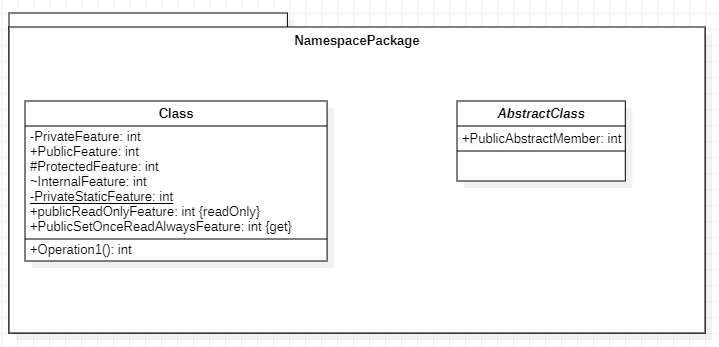 NamespacePackage
Class
-PrivateFeature: int
+PublicFeature: int
#ProtectedFeature: int
~InternalFeature: int
-PrivateStaticFeature: int
+publicReadOnlyFeature: int {readOnly}
+PublicSetOnceReadAlwaysFeature: int {get}
+Operation1(): int
AbstractClass
+PublicAbstractMember: int